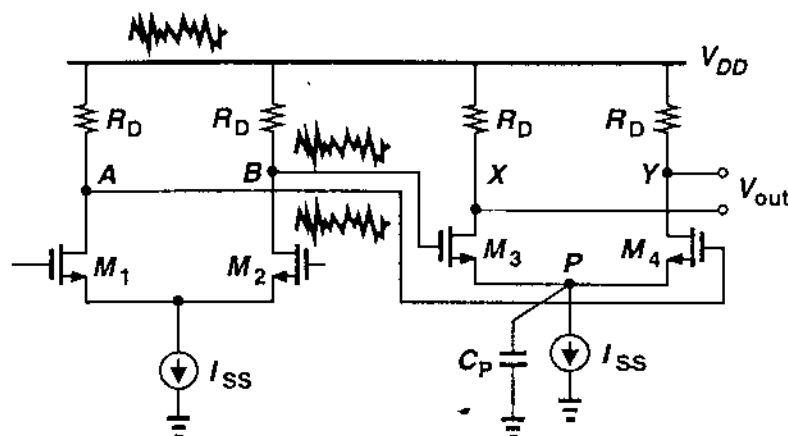 V_DD
R_D R_D R_D R_D
A B X Y V_out
M_1 M_2 M_3 P M_4
I_SS C_P I_SS